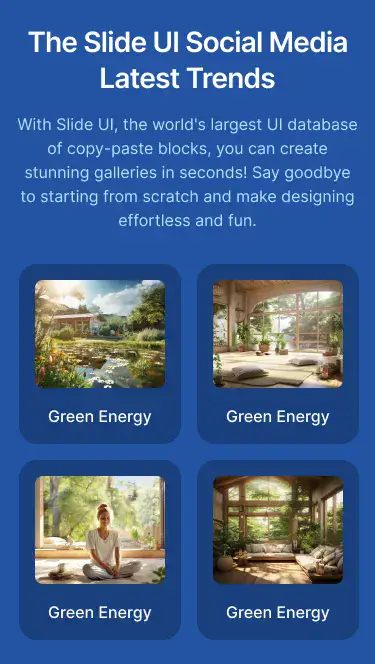 The Slide UI Social Media
Latest Trends
With Slide UI, the world's largest UI database
of copy-paste blocks, you can create
stunning galleries in seconds! Say goodbye
to starting from scratch and make designing
effortless and fun.
Green Energy
Green Energy
Green Energy
Green Energy